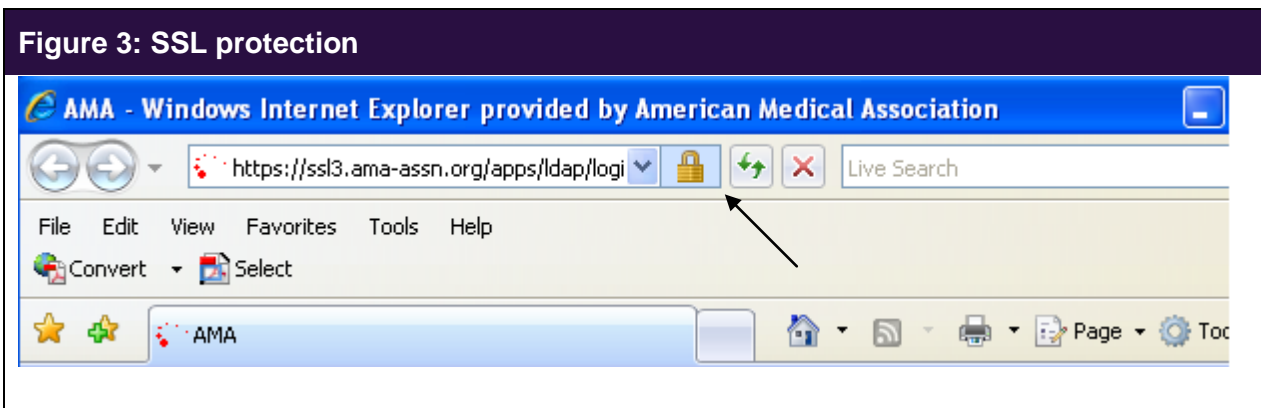 Figure 3: SSL protection
AMA - Windows Internet Explorer provided by American Medical Association
https://ssl3.ama-assn.org/apps/ldap/logi
Live Search
File Edit View Favorites Tools Help
Convert Select
AMA
Page
Too